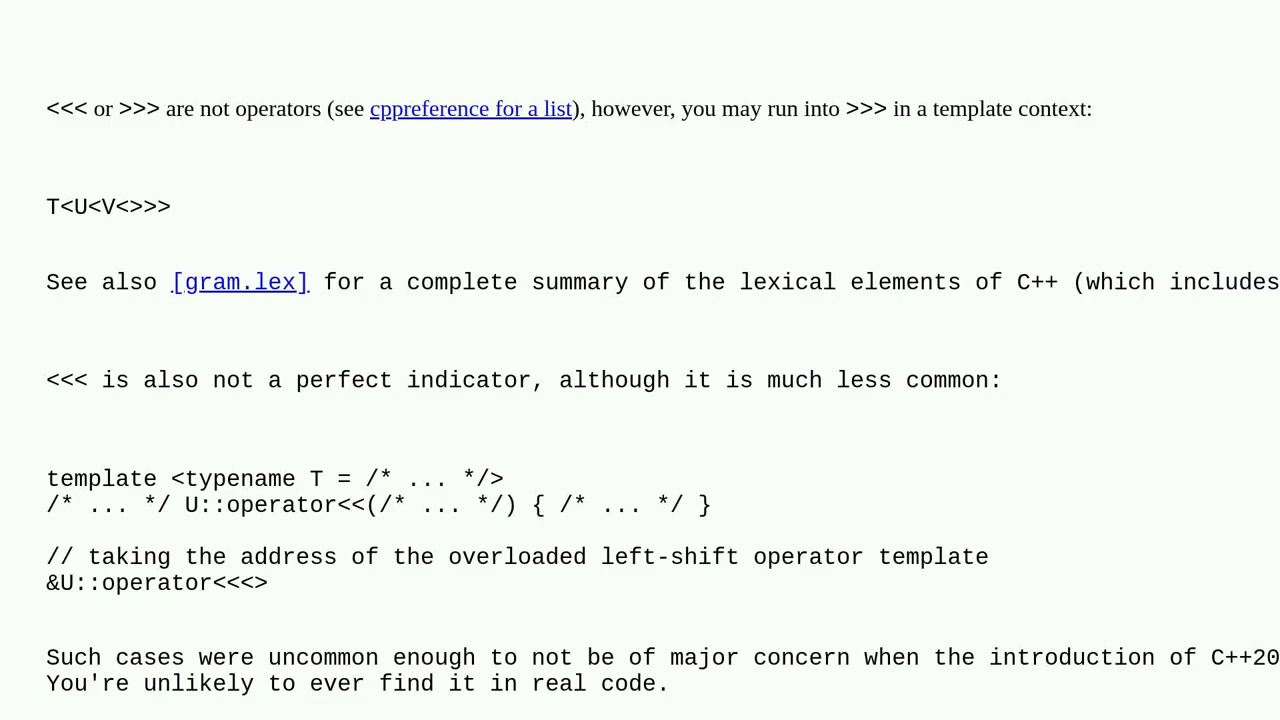 <<< or >>> are not operators (see cppreference for a list), however, you may run into >>> in a template context:
T<U<V<>>>
See also [gram.lex] for a complete summary of the lexical elements of C++ (which includes
<<< is also not a perfect indicator, although it is much less common:
template <typename T = /* ... */>
/* ... */ U::operator<<(/* ... */) { /* ... */ }
// taking the address of the overloaded left-shift operator template
&U::operator<<<>
Such cases were uncommon enough to not be of major concern when the introduction of C++20
You're unlikely to ever find it in real code.